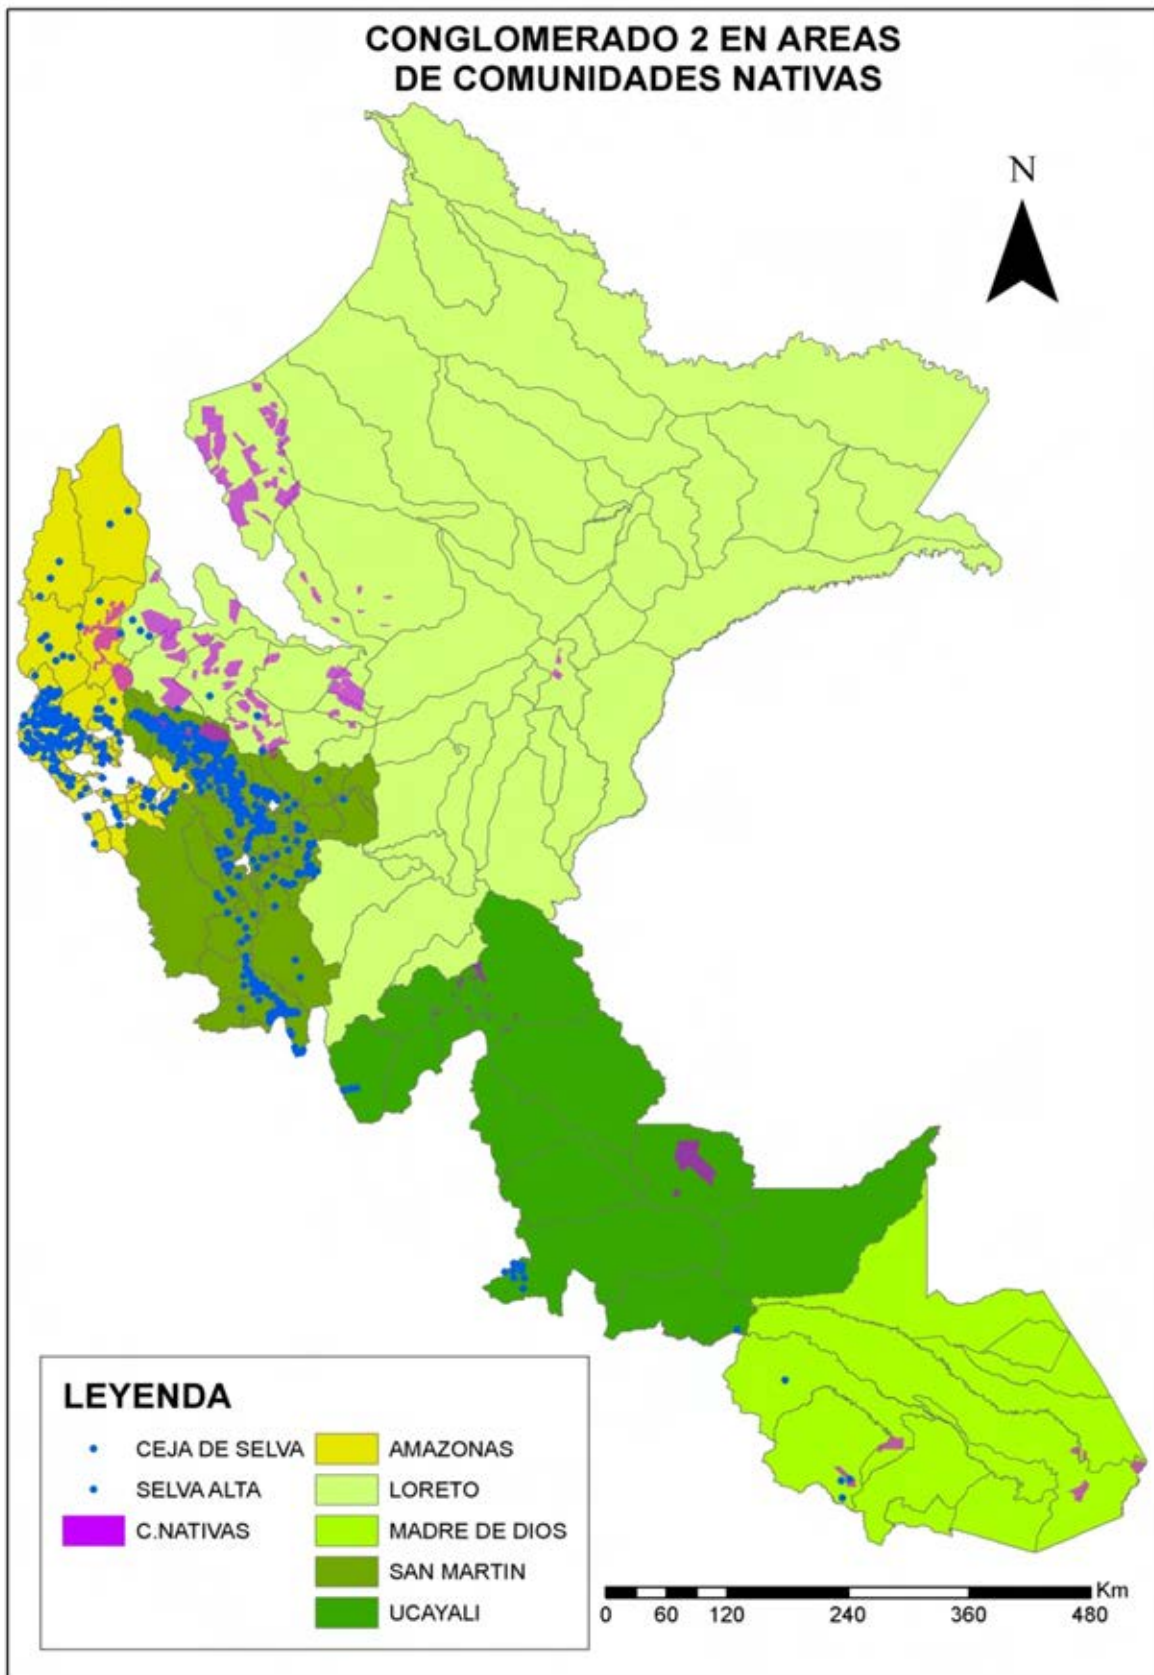 CONGLOMERADO 2 EN AREAS
DE COMUNIDADES NATIVAS
N
LEYENDA
CEJA DE SELVA
SELVA ALTA
C.NATIVAS
AMAZONAS
LORETO
MADRE DE DIOS
SAN MARTIN
UCAYALI
Km
0 60 120 240 360 480